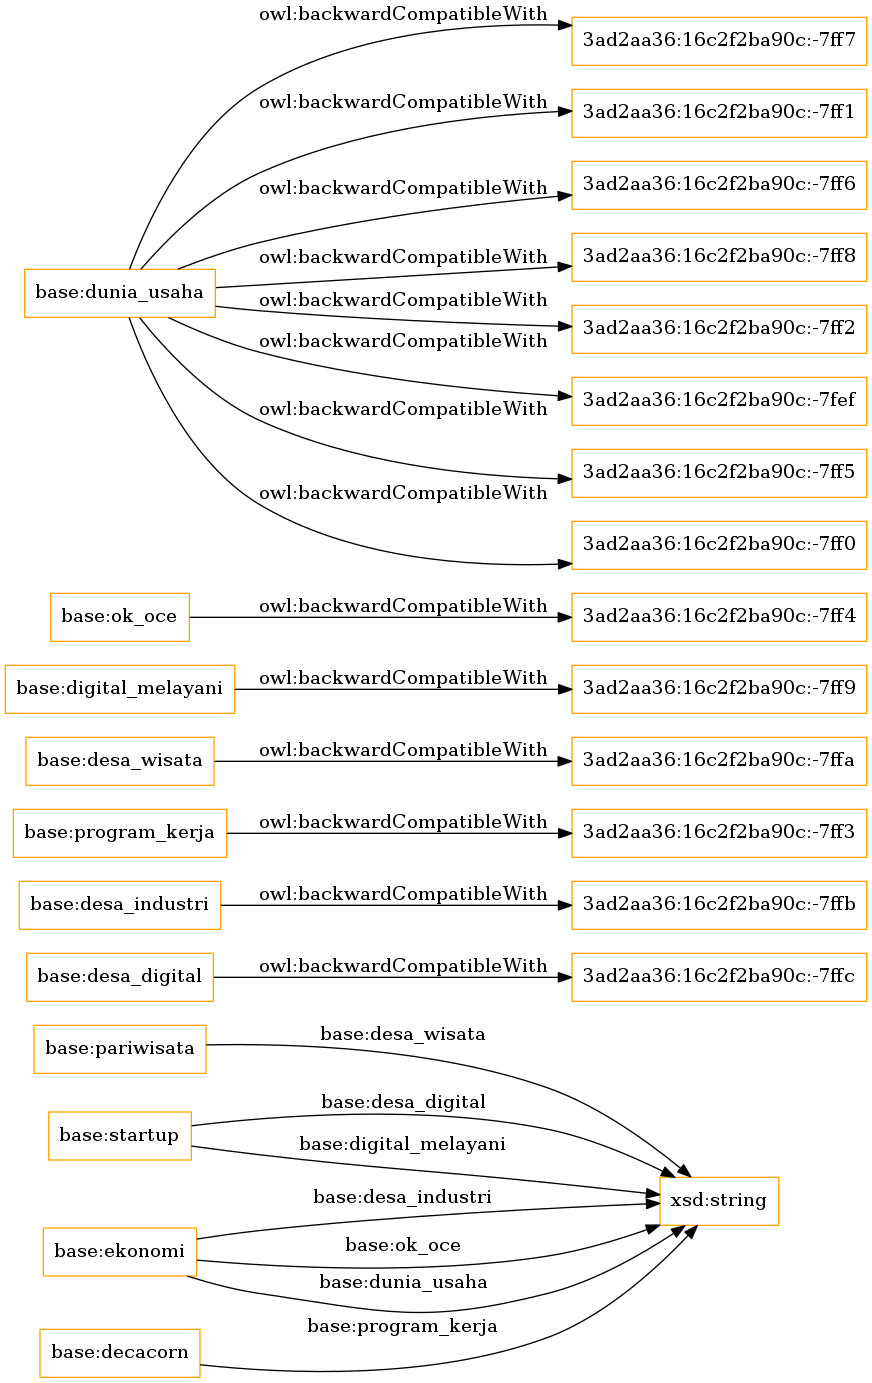 owl:backwardCompatibleWith
3ad2aa36:16c2f2ba90c:-7ff7
owl:backwardCompatibleWith
3ad2aa36:16c2f2ba90c:-7ff1
owl:backwardCompatibleWith
3ad2aa36:16c2f2ba90c:-7ff6
owl:backwardCompatibleWith
3ad2aa36:16c2f2ba90c:-7ff8
base:dunia_usaha
owl:backwardCompatibleWith
3ad2aa36:16c2f2ba90c:-7ff2
owl:backwardCompatibleWith
3ad2aa36:16c2f2ba90c:-7fef
owl:backwardCompatibleWith
3ad2aa36:16c2f2ba90c:-7ff5
owl:backwardCompatibleWith
3ad2aa36:16c2f2ba90c:-7ff0
base:ok_oce
owl:backwardCompatibleWith
3ad2aa36:16c2f2ba90c:-7ff4
base:digital_melayani
owl:backwardCompatibleWith
3ad2aa36:16c2f2ba90c:-7ff9
base:desa_wisata
owl:backwardCompatibleWith
3ad2aa36:16c2f2ba90c:-7ffa
base:program_kerja
owl:backwardCompatibleWith
3ad2aa36:16c2f2ba90c:-7ff3
base:desa_industri
owl:backwardCompatibleWith
3ad2aa36:16c2f2ba90c:-7ffb
base:desa_digital
owl:backwardCompatibleWith
3ad2aa36:16c2f2ba90c:-7ffc
base:pariwisata
base:desa_wisata
base:startup
base:desa_digital
base:digital_melayani
xsd:string
base:ekonomi
base:desa_industri
base:ok_oce
base:dunia_usaha
base:decacorn
base:program_kerja